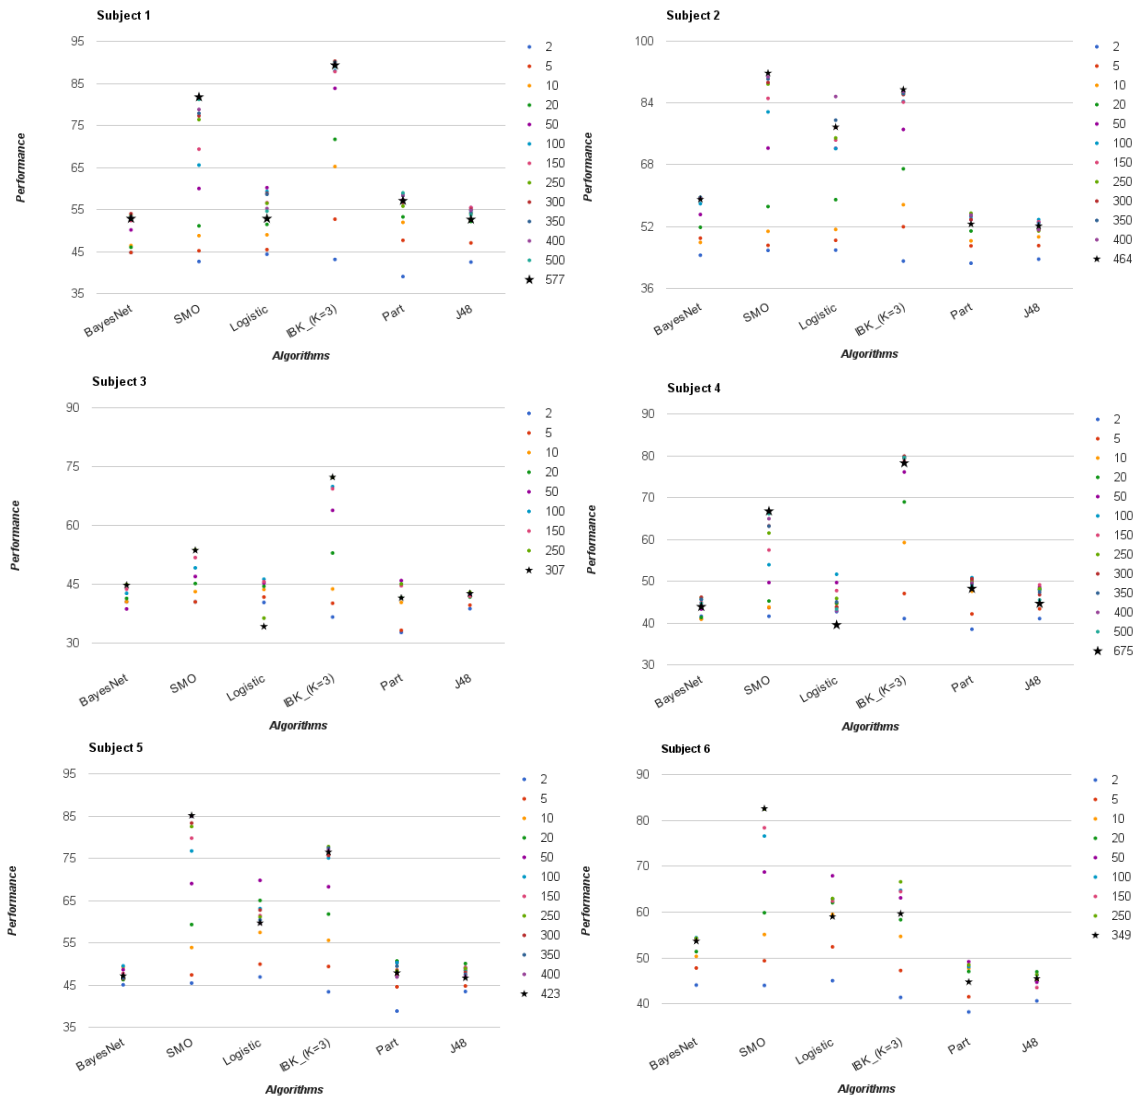 Subject 1
Performance
95
85
75
65
55
45
35
BayesNet
SMO
Logistic
IBK_(K=3)
Part
J48
Algorithms
2
5
10
20
50
100
150
250
300
350
400
500
577
Subject 2
Performance
100
84
68
52
36
BayesNet
SMO
Logistic
IBK_(K=3)
Part
J48
Algorithms
2
5
10
20
50
100
150
250
300
350
400
464
Subject 3
Performance
90
75
60
45
30
BayesNet
SMO
Logistic
IBK_(K=3)
Part
J48
Algorithms
2
5
10
20
50
100
150
250
307
Subject 4
Performance
90
80
70
60
50
40
30
BayesNet
SMO
Logistic
IBK_(K=3)
Part
J48
Algorithms
2
5
10
20
50
100
150
250
300
350
400
500
675
Subject 5
Performance
95
85
75
65
55
45
35
BayesNet
SMO
Logistic
IBK_(K=3)
Part
J48
Algorithms
2
5
10
20
50
100
150
250
300
350
400
423
Subject 6
Performance
90
80
70
60
50
40
BayesNet
SMO
Logistic
IBK_(K=3)
Part
J48
Algorithms
2
5
10
20
50
100
150
250
349